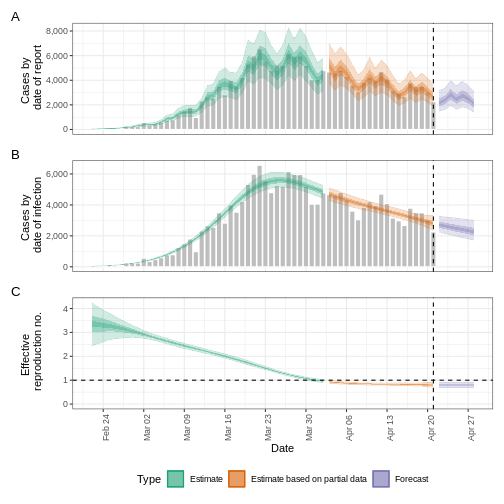 A
8,000
6,000
4,000
2,000
0
Cases by
date of report
B
6,000
4,000
2,000
0
Cases by
date of infection
C
4
3
2
1
0
Effective
reproduction no.
Feb 24
Mar 02
Mar 09
Mar 16
Mar 23
Mar 30
Apr 06
Apr 13
Apr 20
Apr 27
Date
Type
Estimate
Estimate based on partial data
Forecast